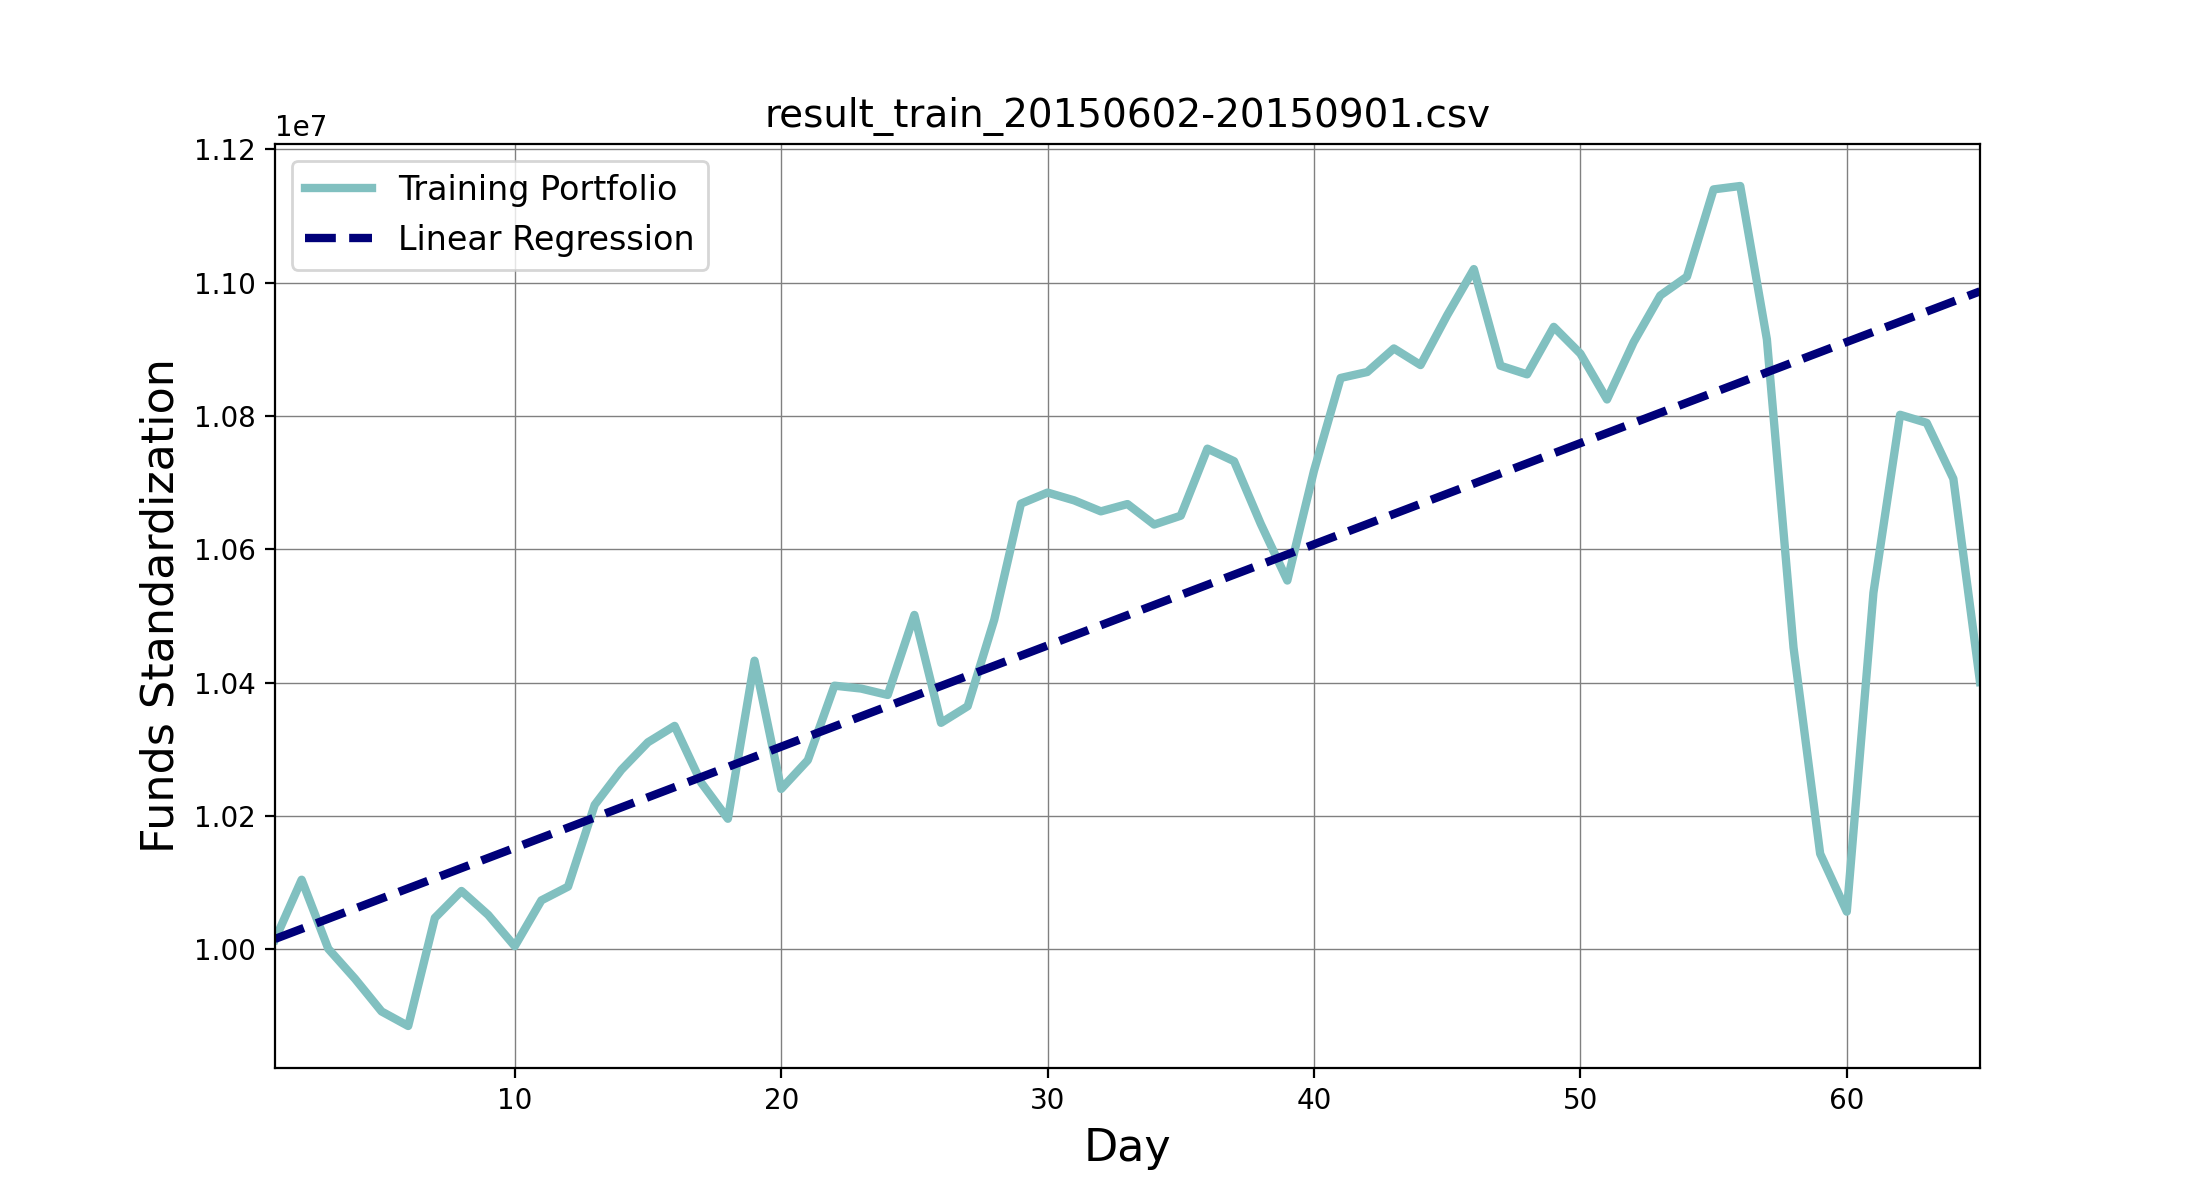 result_train_20150602-20150901.csv
1e7
Training Portfolio
Linear Regression
1.12
1.10
1.08
1.06
1.04
1.02
1.00
Funds Standardization
10 20 30 40 50 60
Day